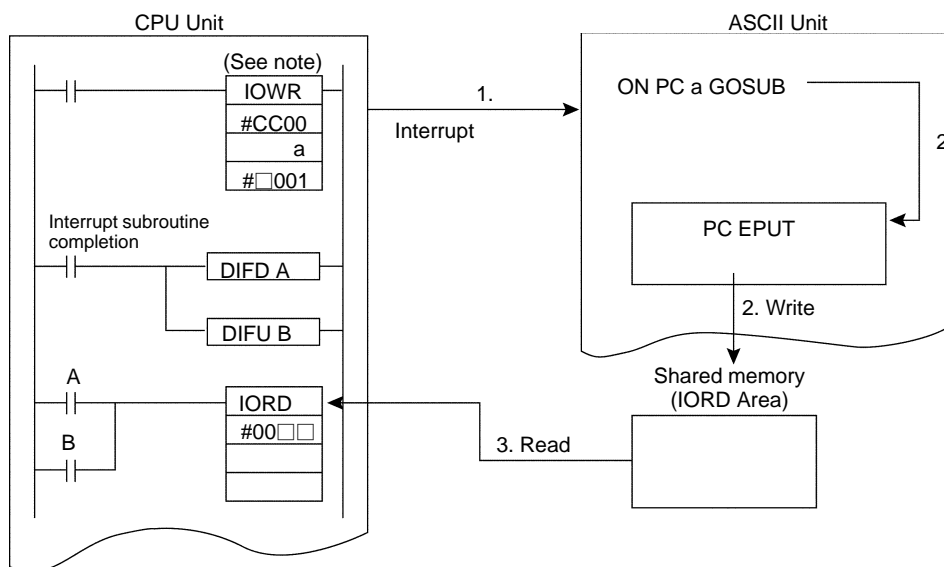 CPU Unit
ASCII Unit
(See note)
IOWR
#CC00
a
#□001
1.
Interrupt
ON PC a GOSUB
2
PC EPUT
Interrupt subroutine
completion
DIFD A
DIFU B
2. Write
Shared memory
(IORD Area)
A
B
IORD
#00□□
3. Read